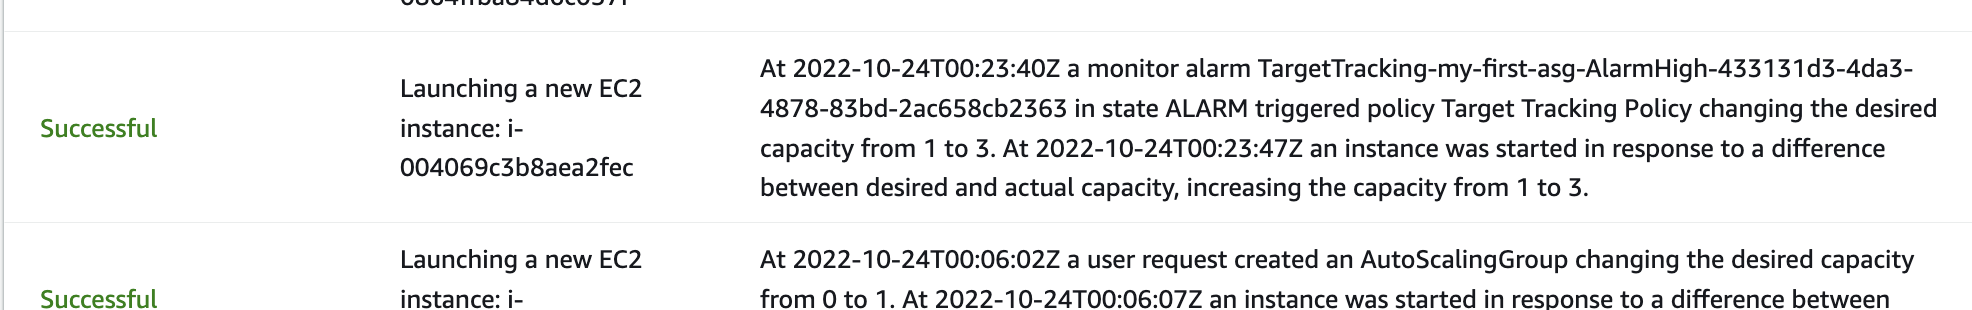 Successful
Launching a new EC2
instance: i-
004069c3b8aea2fec
At 2022-10-24T00:23:40Z a monitor alarm TargetTracking-my-first-asg-AlarmHigh-433131d3-4da3-
4878-83bd-2ac658cb2363 in state ALARM triggered policy Target Tracking Policy changing the desired
capacity from 1 to 3. At 2022-10-24T00:23:47Z an instance was started in response to a difference
between desired and actual capacity, increasing the capacity from 1 to 3.
Successful
Launching a new EC2
instance: i-
At 2022-10-24T00:06:02Z a user request created an AutoScalingGroup changing the desired capacity
from 0 to 1. At 2022-10-24T00:06:07Z an instance was started in response to a difference between